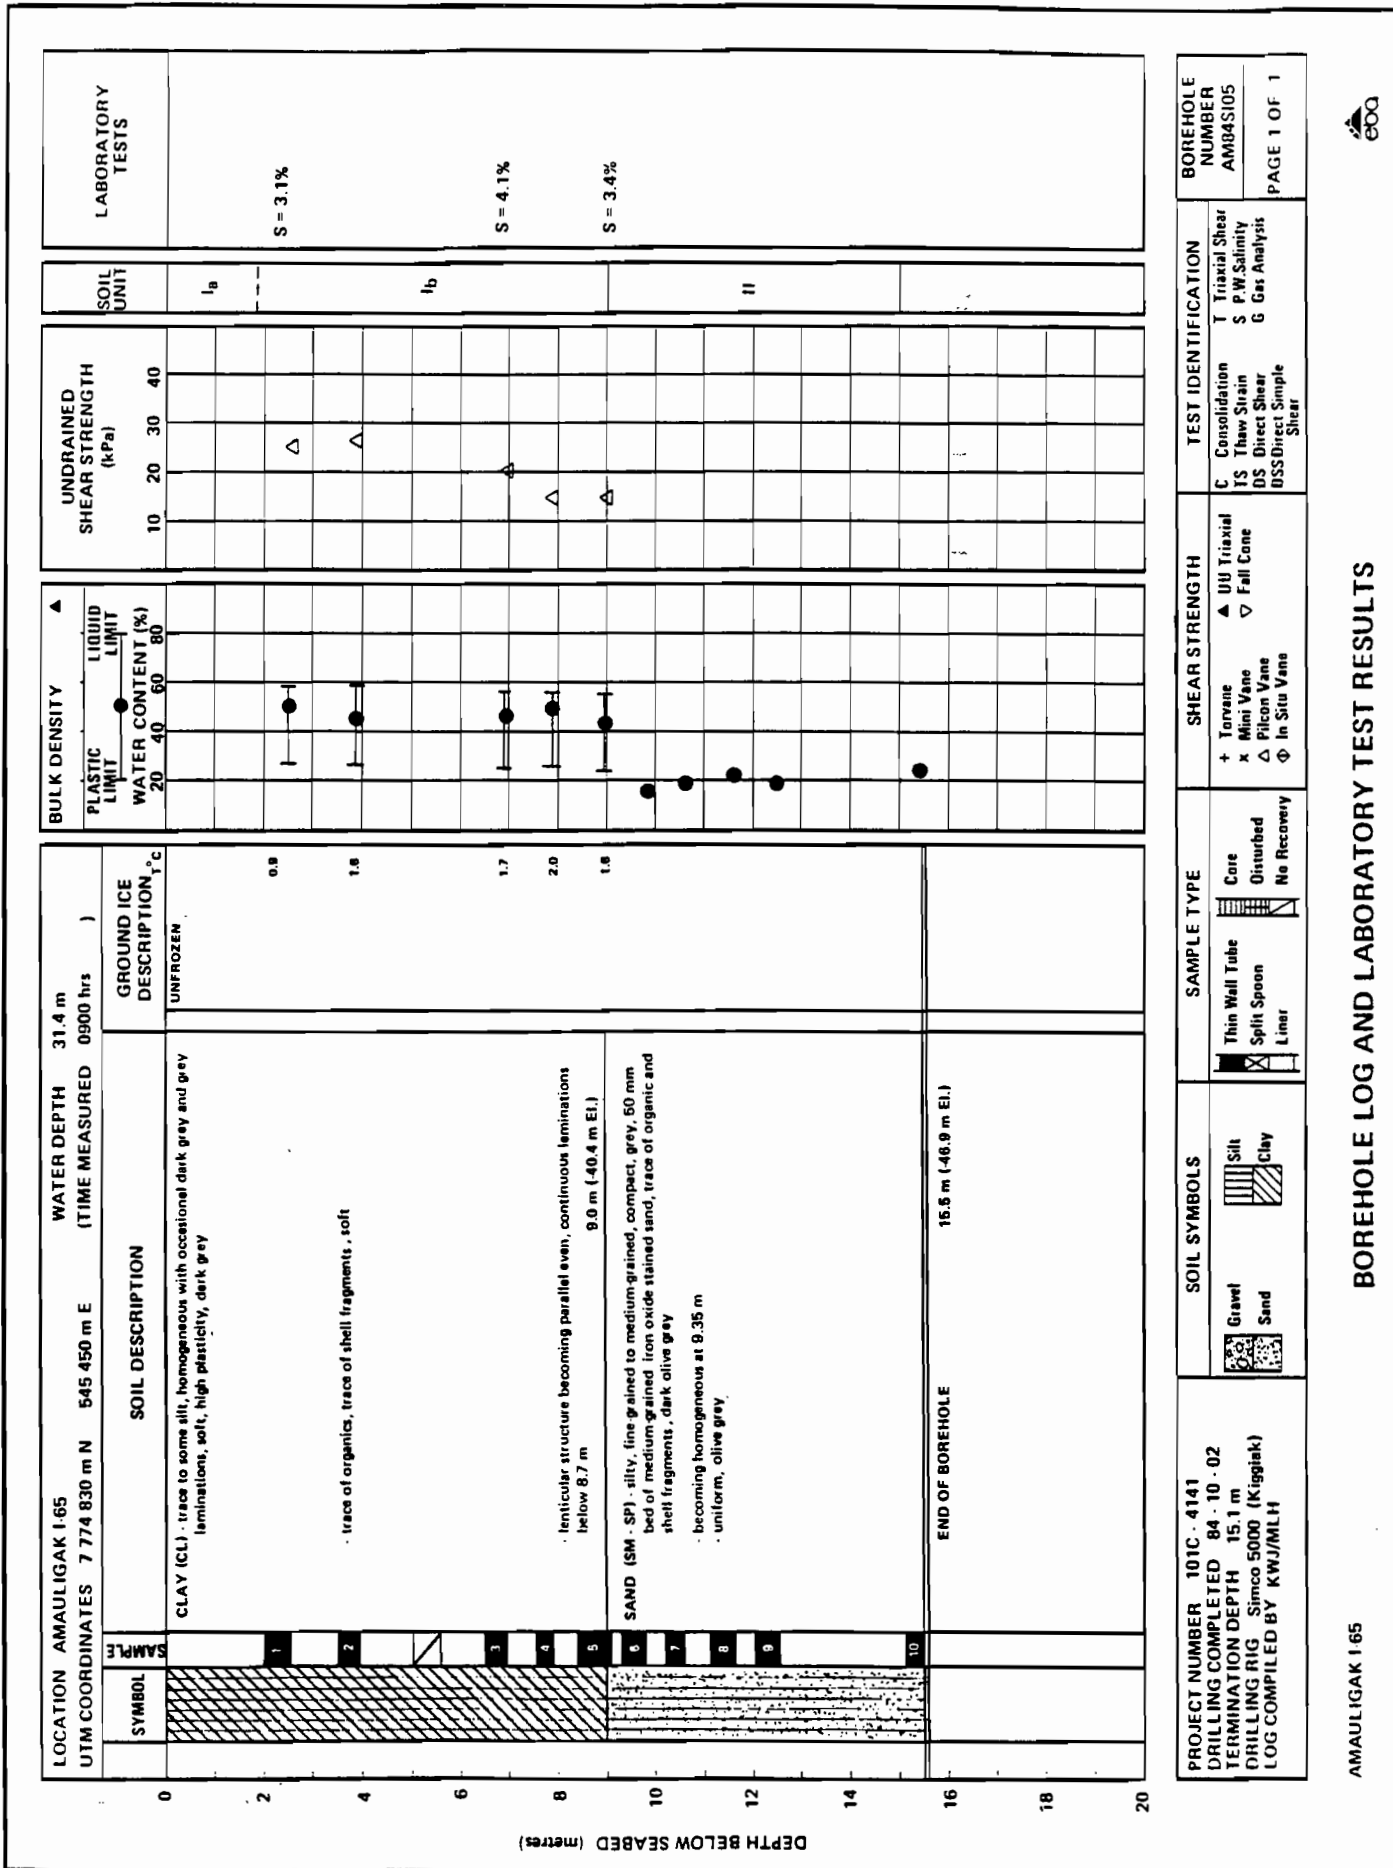 LOCATION AMAULIGAK I-65 WATER DEPTH 31.4 m
UTM COORDINATES 7 774 830 m N 545 450 m E (TIME MEASURED 0900 hrs )
SYMBOL
SAMPLE
SOIL DESCRIPTION
GROUND ICE
DESCRIPTION T°C
BULK DENSITY ▲
PLASTIC LIMIT
LIQUID LIMIT
WATER CONTENT (%)
20 40 60 80
UNDRAINED
SHEAR STRENGTH
(kPa)
10 20 30 40
SOIL
UNIT
LABORATORY
TESTS
DEPTH BELOW SEABED (metres)
0
2
4
6
8
10
12
14
16
18
20
1
2
3
4
5
6
7
8
9
10
CLAY (CL) - trace to some silt, homogeneous with occasional dark grey and grey
laminations, soft, high plasticity, dark grey
- trace of organics, trace of shell fragments , soft
- lenticular structure becoming parallel even, continuous laminations
below 8.7 m
9.0 m (-40.4 m El.)
SAND (SM - SP) - silty, fine-grained to medium-grained, compact, grey, 50 mm
bed of medium-grained iron oxide stained sand, trace of organic and
shell fragments , dark olive grey
- becoming homogeneous at 9.35 m
- uniform, olive grey
END OF BOREHOLE 15.5 m (-46.9 m El.)
UNFROZEN
0.9
1.6
1.7
2.0
1.6
Ia
Ib
II
S = 3.1%
S = 4.1%
S = 3.4%
PROJECT NUMBER 101C - 4141
DRILLING COMPLETED 84 - 10 - 02
TERMINATION DEPTH 15.1 m
DRILLING RIG Simco 5000 (Kiggiak)
LOG COMPILED BY KWJ/MLH
SOIL SYMBOLS
Gravel Silt
Sand Clay
SAMPLE TYPE
Thin Wall Tube Core
Split Spoon Disturbed
Liner No Recovery
SHEAR STRENGTH
+ Torvane ▲ UU Triaxial
x Mini Vane ▽ Fall Cone
△ Pilcon Vane
In Situ Vane
TEST IDENTIFICATION
C Consolidation T Triaxial Shear
TS Thaw Strain S P.W.Salinity
DS Direct Shear G Gas Analysis
DSS Direct Simple
Shear
BOREHOLE
NUMBER
AM84SI05
PAGE 1 OF 1
AMAULIGAK I-65
BOREHOLE LOG AND LABORATORY TEST RESULTS
eba